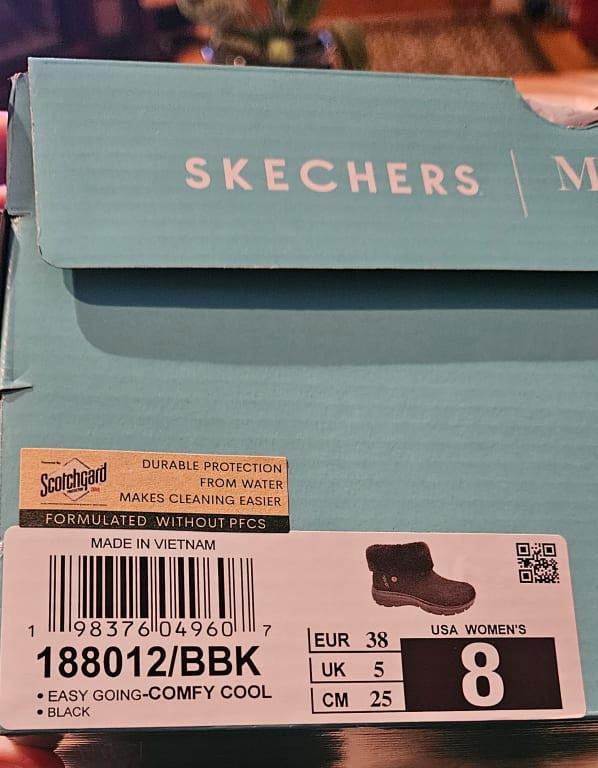 SKECHERS | M
Scotchgard
DURABLE PROTECTION
FROM WATER
MAKES CLEANING EASIER
FORMULATED WITHOUT PFCS
MADE IN VIETNAM
1 98376 04960 7
188012/BBK
• EASY GOING-COMFY COOL
• BLACK
EUR 38
UK 5
CM 25
USA WOMEN'S
8